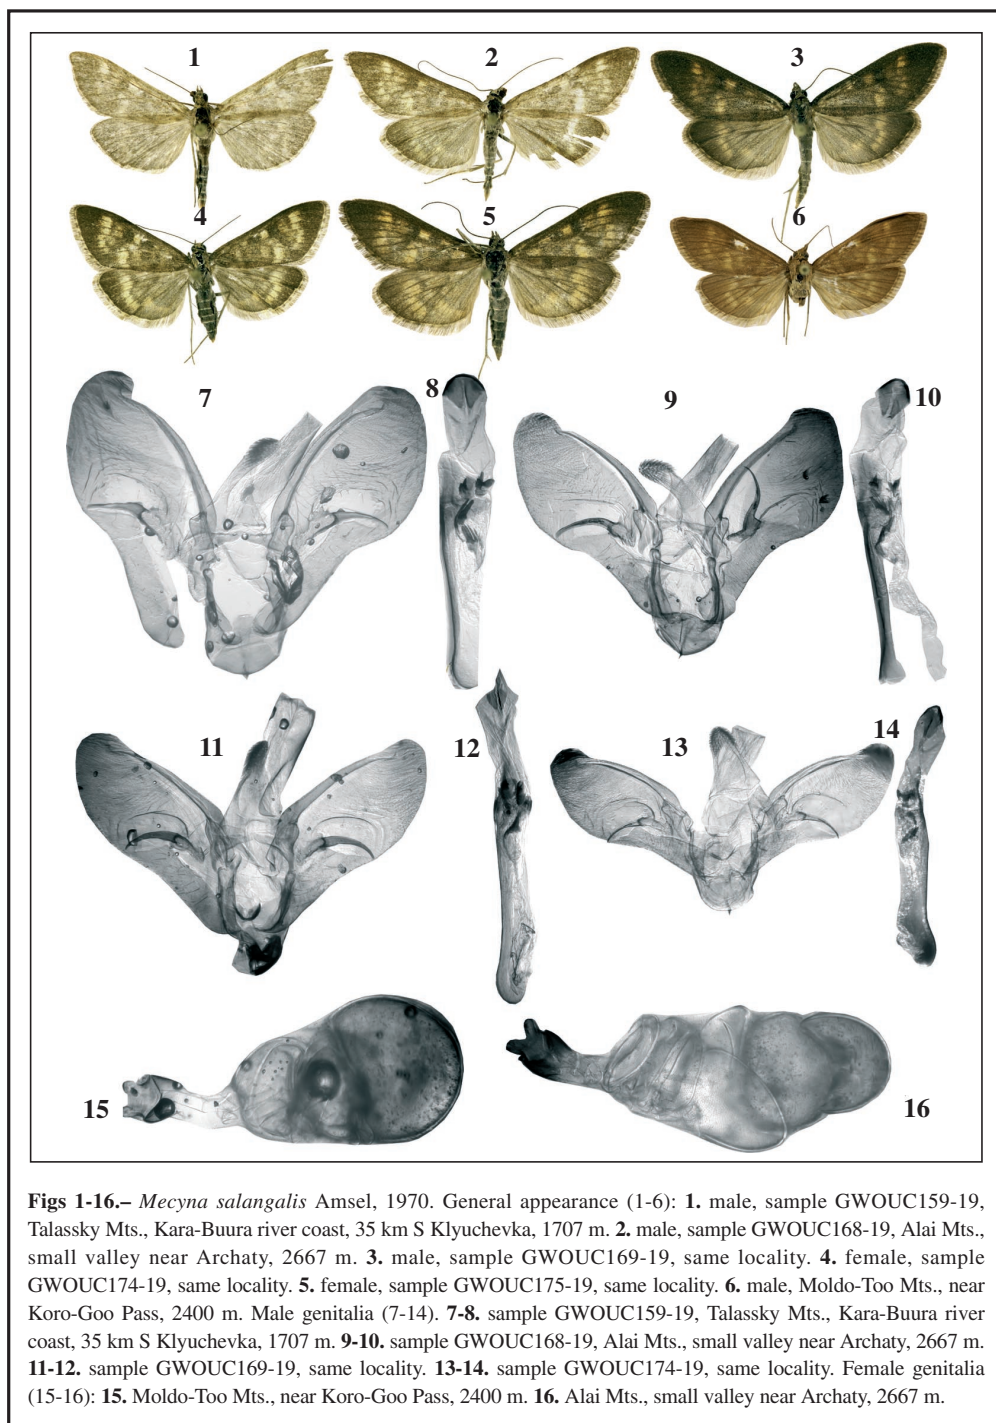 1
2
3
4
5
6
7
8
9
10
11
12
13
14
15
16
Figs 1-16.– Mecyna salangalis Amsel, 1970. General appearance (1-6): 1. male, sample GWOUC159-19,
Talassky Mts., Kara-Buura river coast, 35 km S Klyuchevka, 1707 m. 2. male, sample GWOUC168-19, Alai Mts.,
small valley near Archaty, 2667 m. 3. male, sample GWOUC169-19, same locality. 4. female, sample
GWOUC174-19, same locality. 5. female, sample GWOUC175-19, same locality. 6. male, Moldo-Too Mts., near
Koro-Goo Pass, 2400 m. Male genitalia (7-14). 7-8. sample GWOUC159-19, Talassky Mts., Kara-Buura river
coast, 35 km S Klyuchevka, 1707 m. 9-10. sample GWOUC168-19, Alai Mts., small valley near Archaty, 2667 m.
11-12. sample GWOUC169-19, same locality. 13-14. sample GWOUC174-19, same locality. Female genitalia
(15-16): 15. Moldo-Too Mts., near Koro-Goo Pass, 2400 m. 16. Alai Mts., small valley near Archaty, 2667 m.